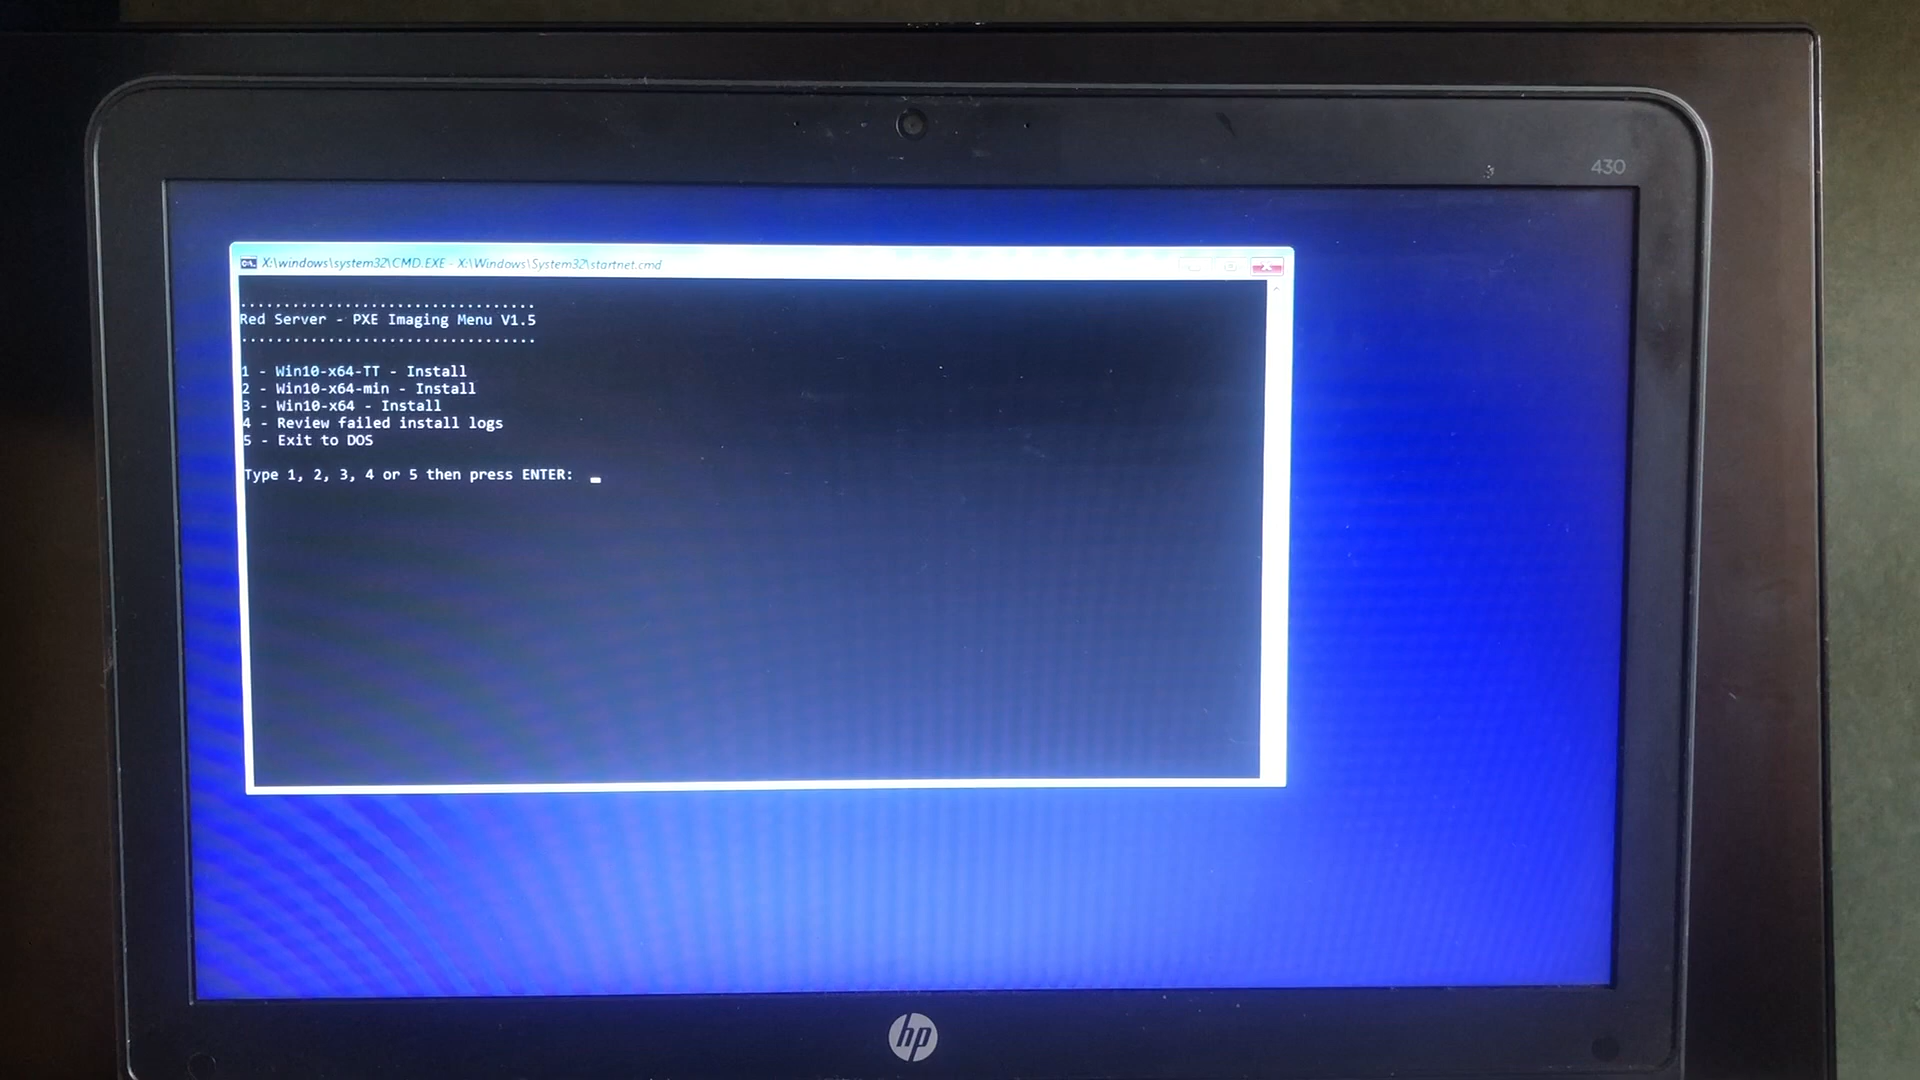 430
X:\windows\system32\CMD.EXE - X:\Windows\System32\startnet.cmd
..................................
Red Server - PXE Imaging Menu V1.5
..................................
1 - Win10-x64-TT - Install
2 - Win10-x64-min - Install
3 - Win10-x64 - Install
4 - Review failed install logs
5 - Exit to DOS
Type 1, 2, 3, 4 or 5 then press ENTER: _
hp